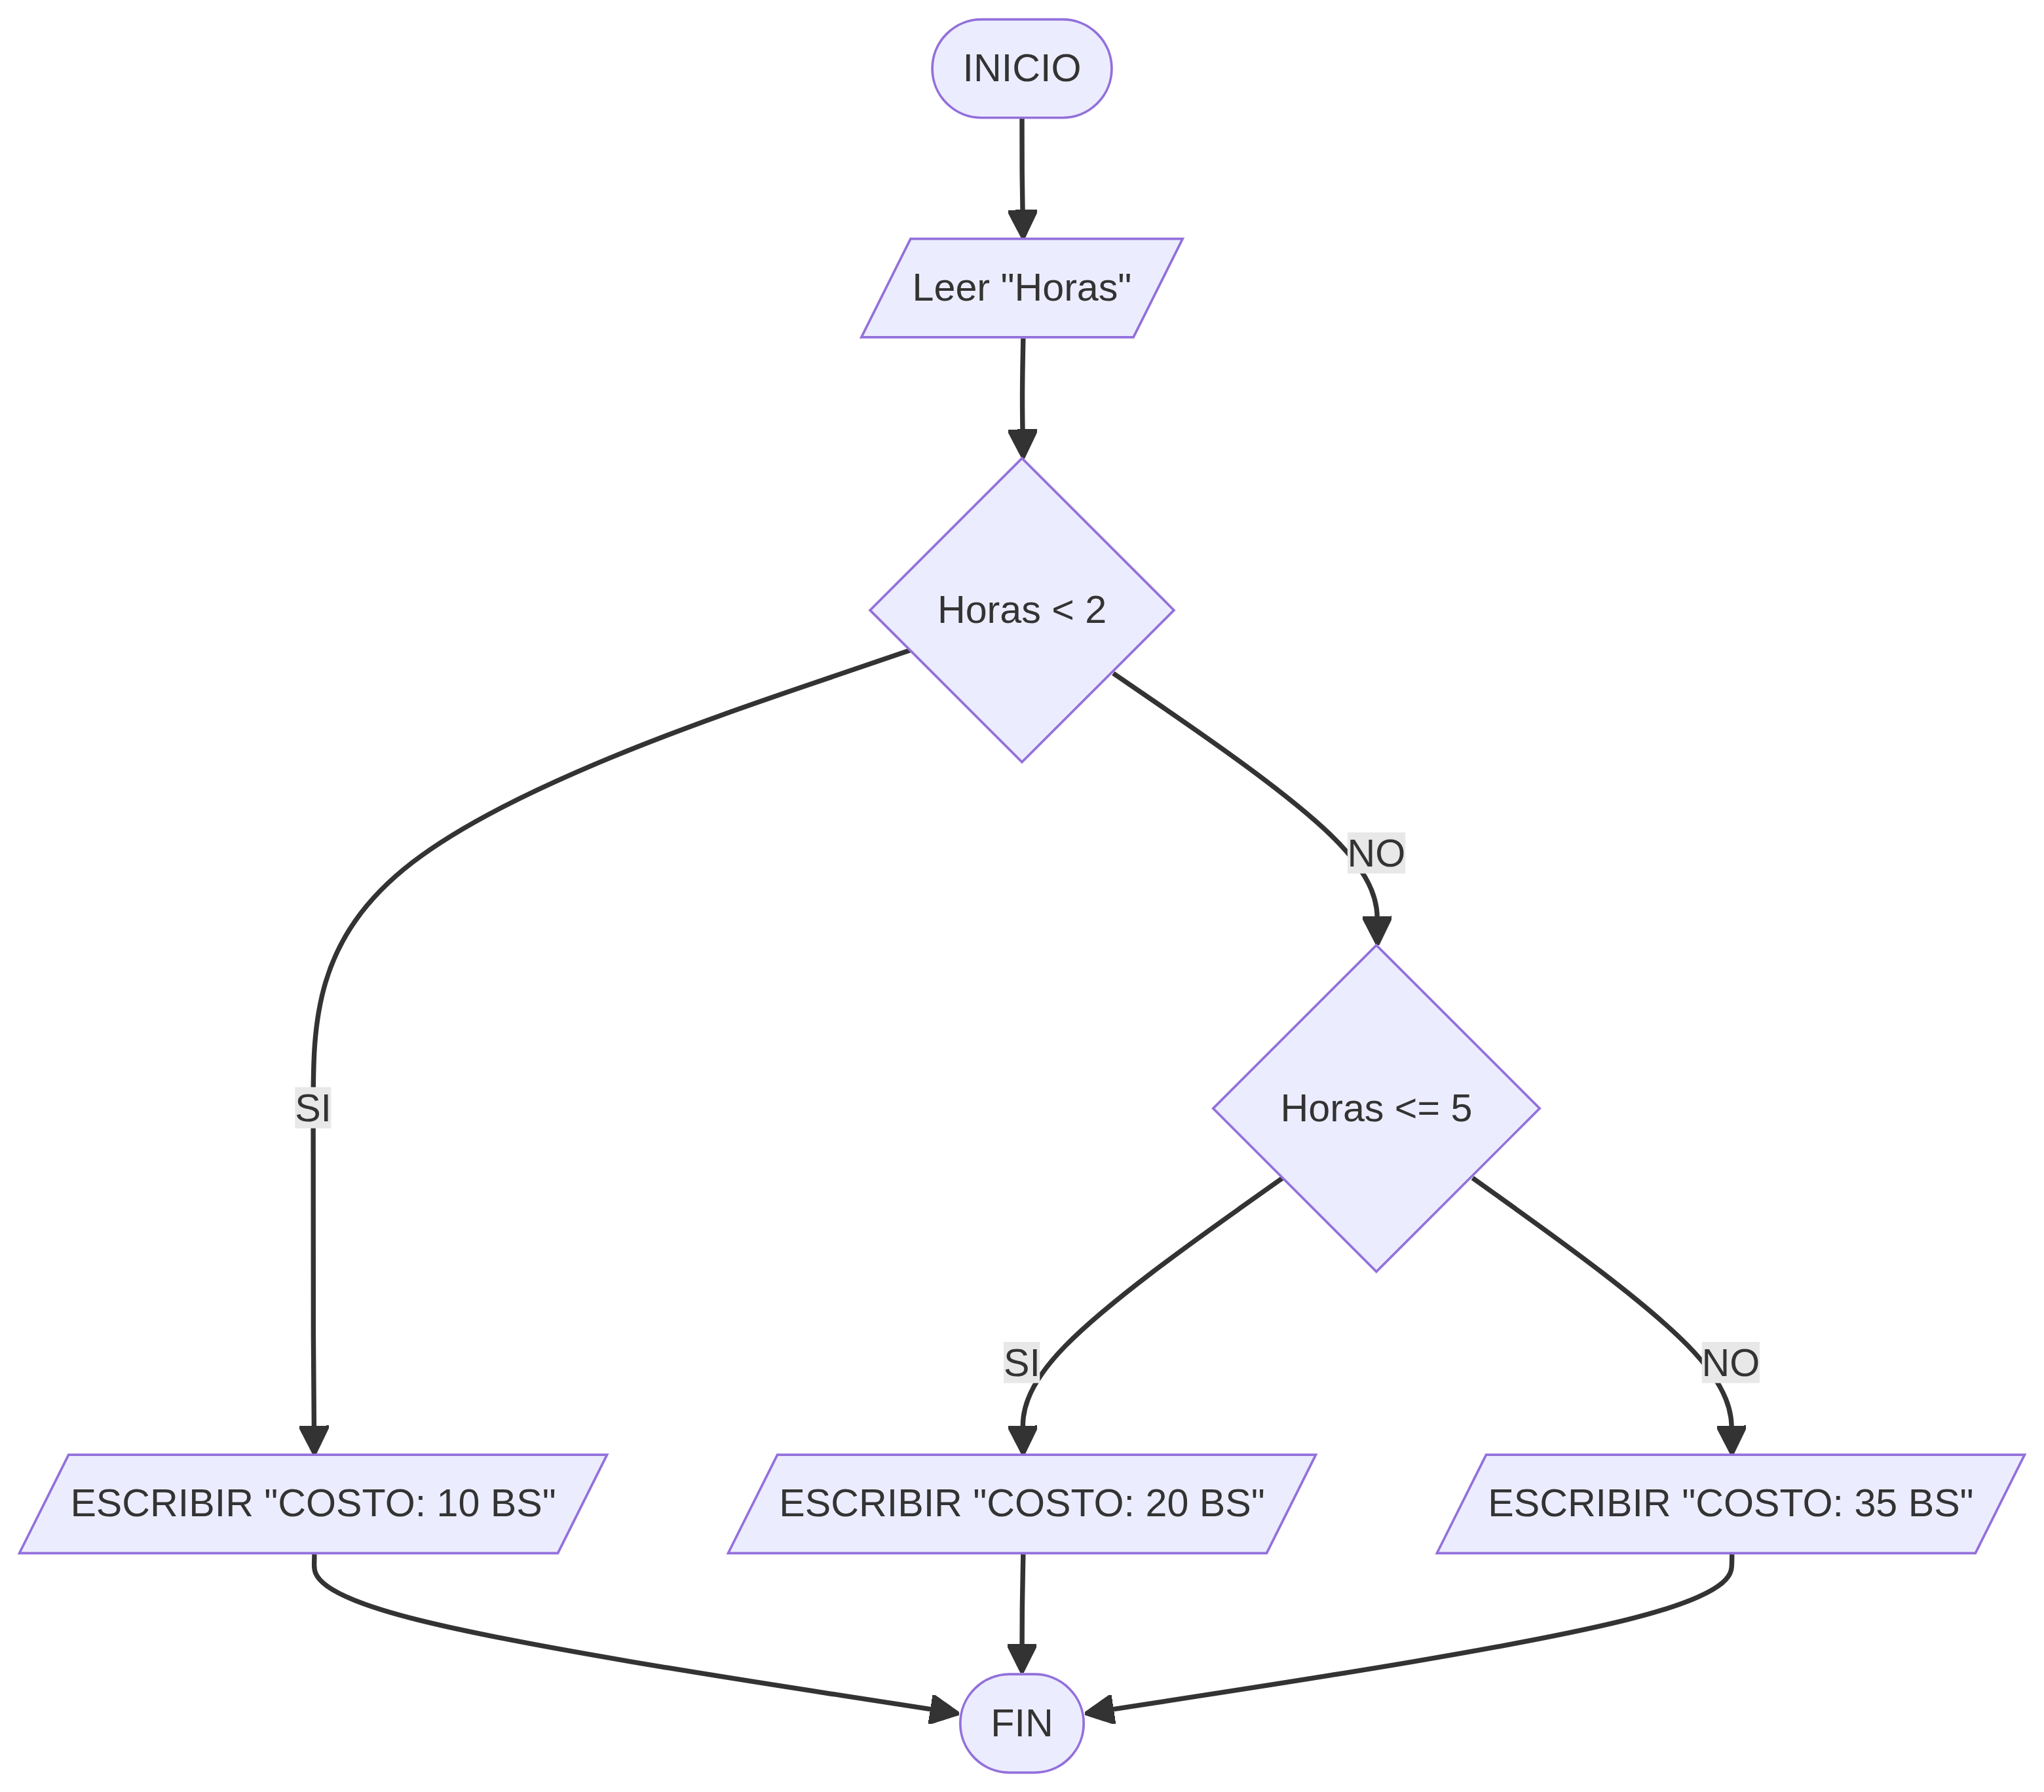 INICIO
Leer "Horas"
Horas < 2
NO
SI
Horas <= 5
SI
NO
ESCRIBIR "COSTO: 10 BS"
ESCRIBIR "COSTO: 20 BS"
ESCRIBIR "COSTO: 35 BS"
FIN